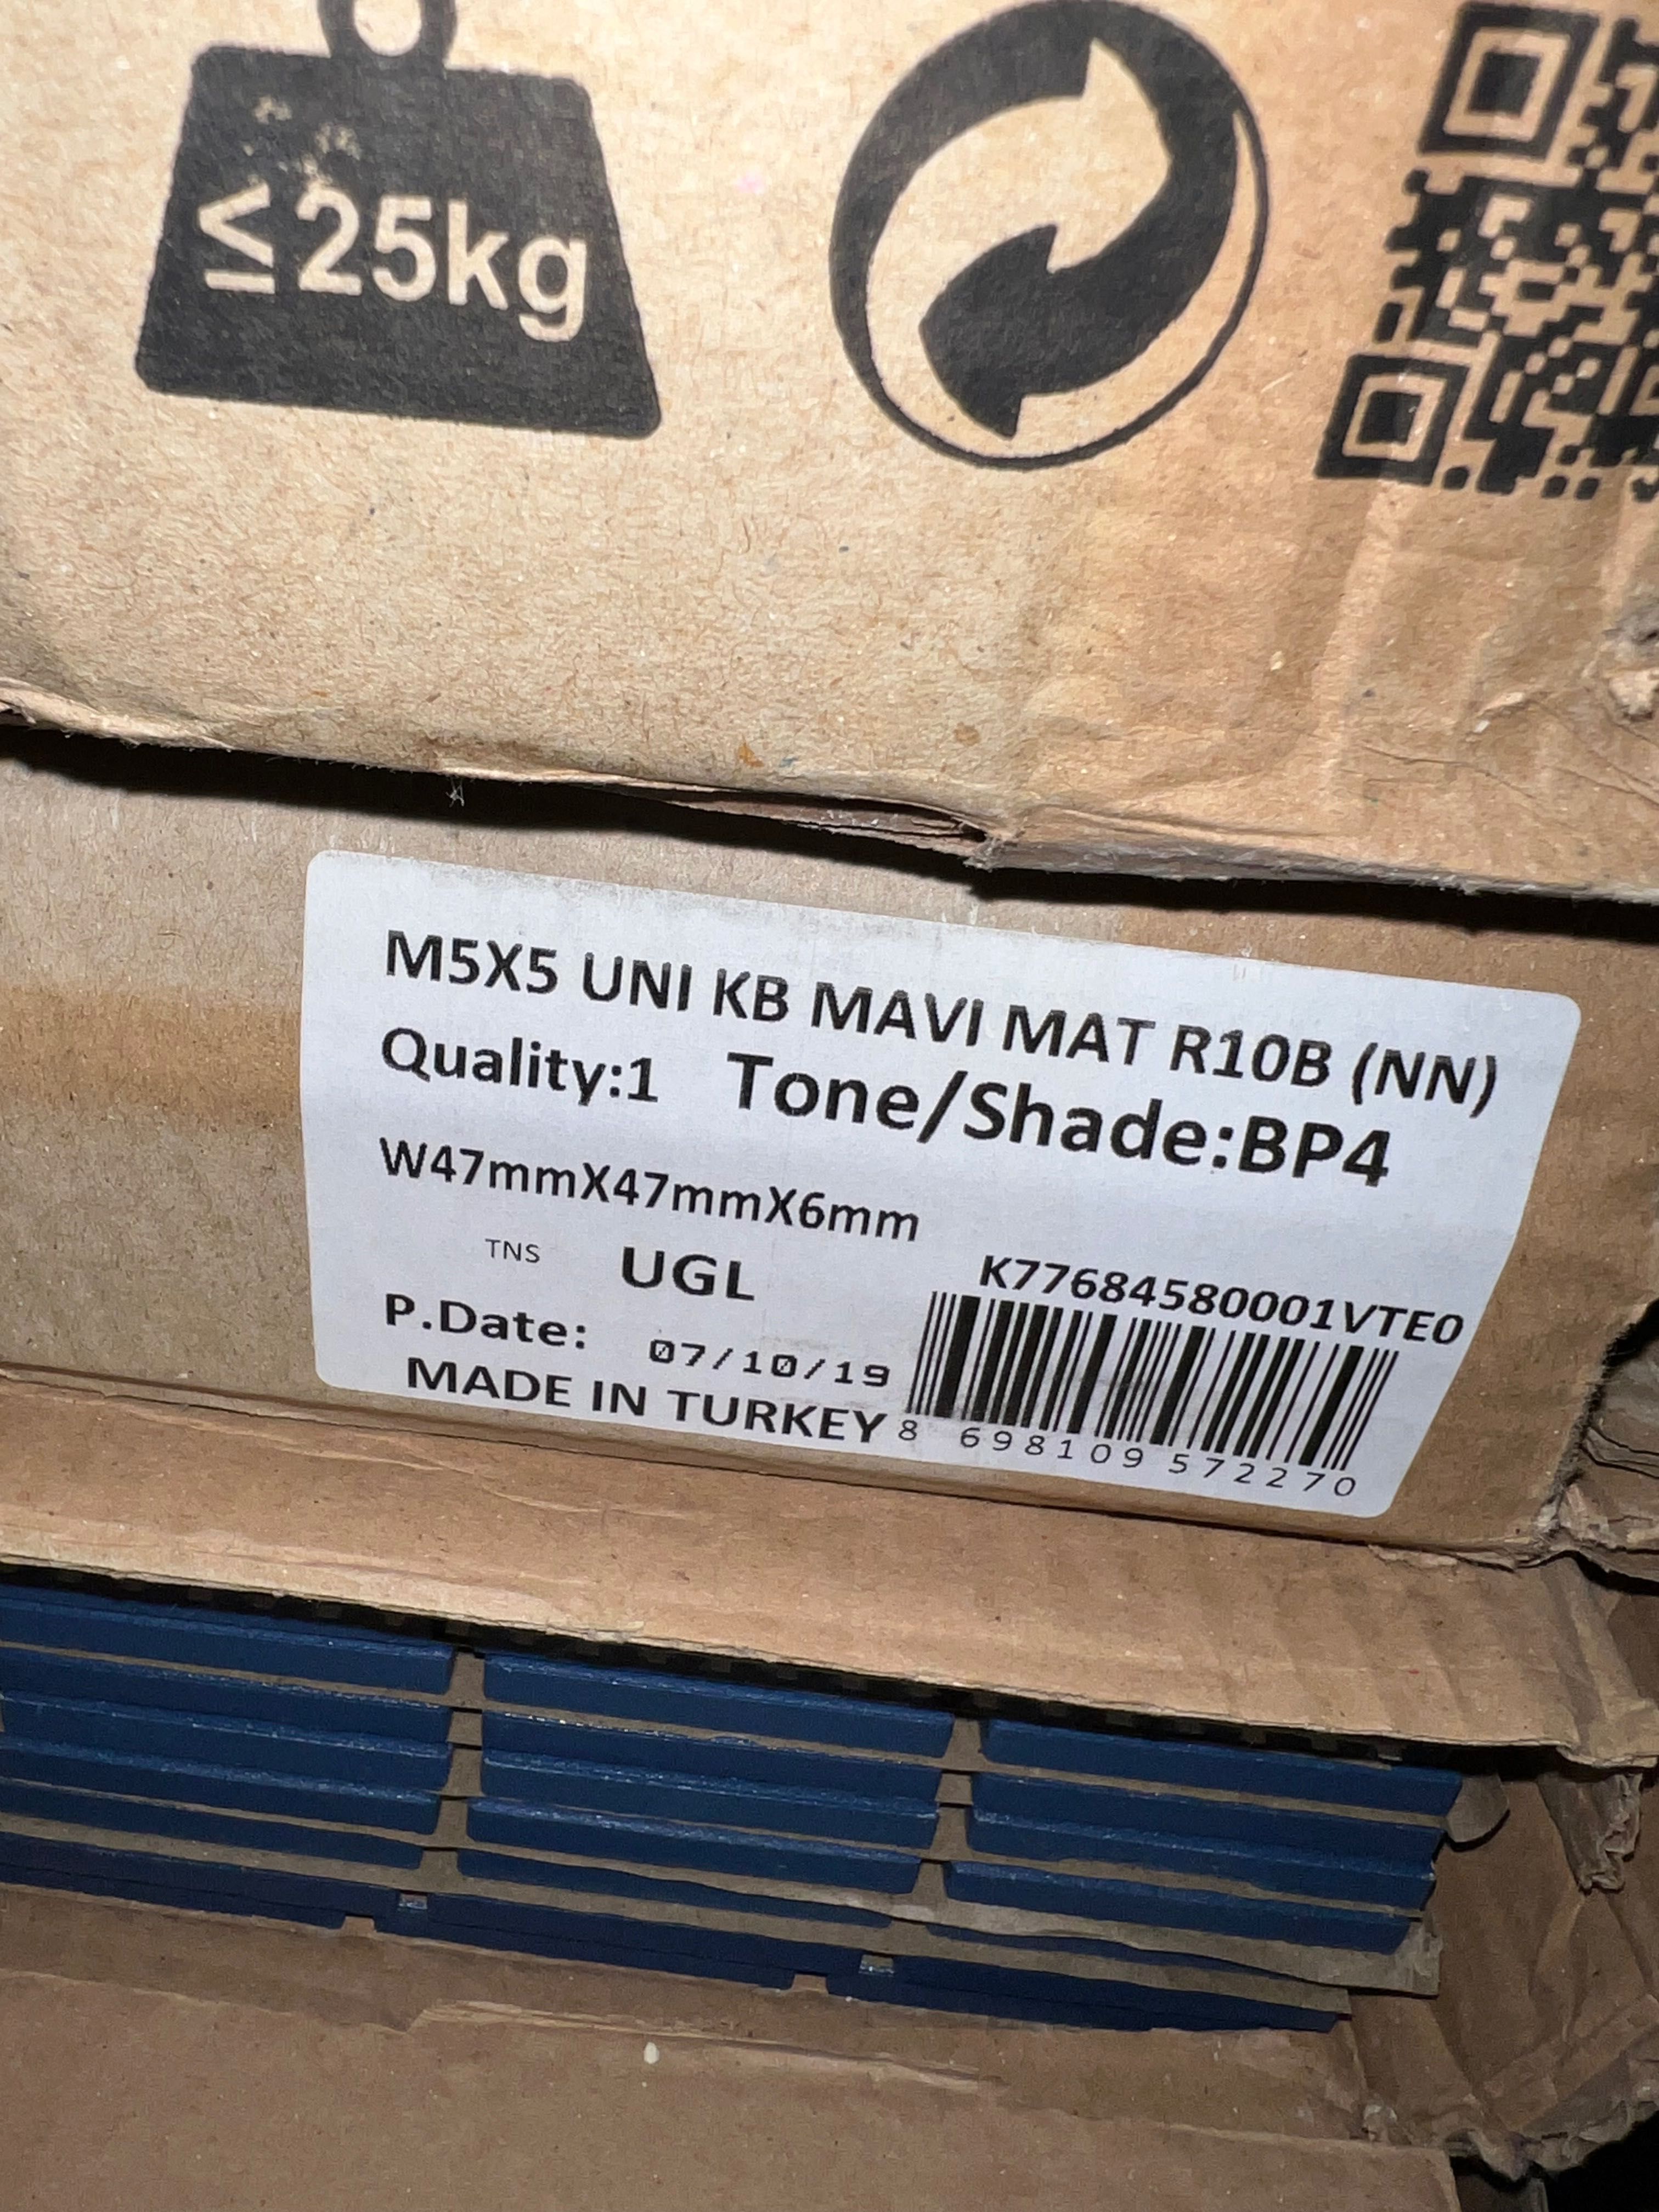 ≤25kg
M5X5 UNI KB MAVI MAT R10B (NN)
Quality:1 Tone/Shade:BP4
W47mmX47mmX6mm
TNS UGL
K77684580001VTE0
P.Date: 07/10/19
MADE IN TURKEY
8 698109 572270